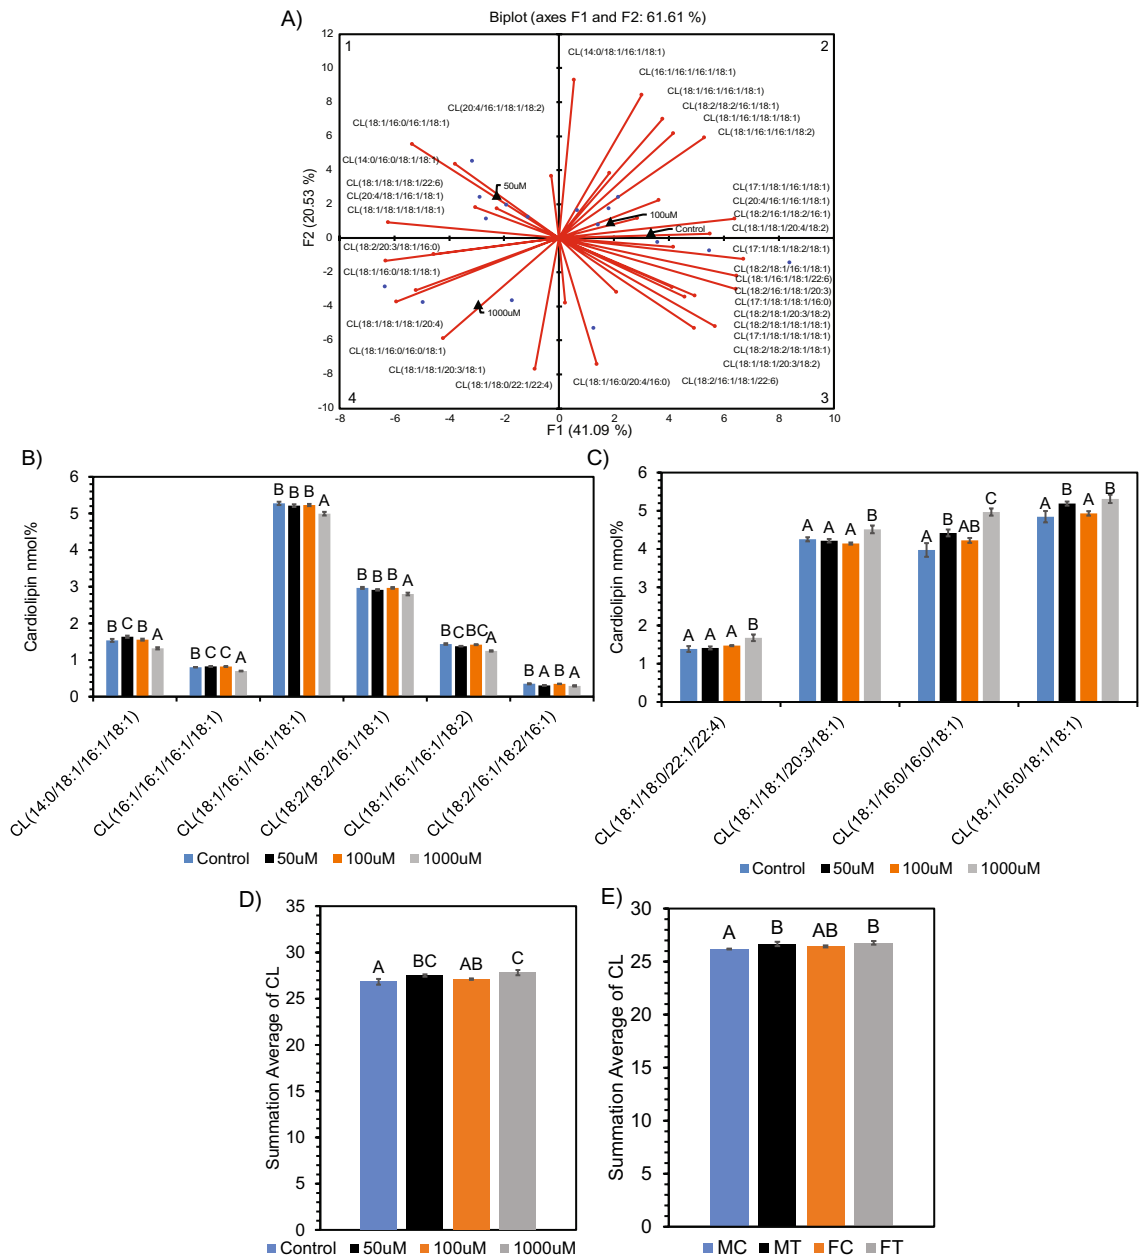 A)
Biplot (axes F1 and F2: 61.61 %)
1
2
12
10
8
6
4
2
0
-2
-4
-6
-8
-10
F2 (20.53 %)
CL(14:0/18:1/16:1/18:1)
CL(16:1/16:1/16:1/18:1)
CL(18:1/16:1/16:1/18:1)
CL(20:4/16:1/18:1/18:2)
CL(18:2/18:2/16:1/18:1)
CL(18:1/16:1/18:1/18:1)
CL(18:1/16:0/16:1/18:1)
CL(18:1/16:1/16:1/18:2)
CL(14:0/16:0/18:1/18:1)
CL(18:1/18:1/18:1/22:6)
50uM
CL(17:1/18:1/16:1/18:1)
CL(20:4/18:1/16:1/18:1)
CL(20:4/16:1/16:1/18:1)
CL(18:1/18:1/18:1/18:1)
100uM
CL(18:2/16:1/18:2/16:1)
Control
CL(18:1/18:1/20:4/18:2)
CL(18:2/20:3/18:1/16:0)
CL(17:1/18:1/18:2/18:1)
CL(18:1/16:0/18:1/18:1)
CL(18:2/18:1/16:1/18:1)
CL(18:1/16:1/18:1/22:6)
CL(18:2/16:1/18:1/20:3)
CL(17:1/18:1/18:1/16:0)
1000uM
CL(18:2/18:1/20:3/18:2)
CL(18:1/18:1/18:1/20:4)
CL(18:2/18:1/18:1/18:1)
CL(17:1/18:1/18:1/18:1)
CL(18:1/16:0/16:0/18:1)
CL(18:2/18:2/18:1/18:1)
CL(18:1/18:1/20:3/18:1)
CL(18:1/18:1/20:3/18:2)
CL(18:1/18:0/22:1/22:4)
CL(18:1/16:0/20:4/16:0)
CL(18:2/16:1/18:1/22:6)
4
3
-8 -6 -4 -2 0 2 4 6 8 10
F1 (41.09 %)
B)
6
5
4
3
2
1
0
Cardiolipin nmol%
B C B A
B C C A
B B B A
B B B A
B C BC A
B A B A
CL(14:0/18:1/16:1/18:1)
CL(16:1/16:1/16:1/18:1)
CL(18:1/16:1/16:1/18:1)
CL(18:2/18:2/16:1/18:1)
CL(18:1/16:1/16:1/18:2)
CL(18:2/16:1/18:2/16:1)
Control 50uM 100uM 1000uM
C)
6
5
4
3
2
1
0
Cardiolipin nmol%
A A A B
A A A B
A B AB C
A B A B
CL(18:1/18:0/22:1/22:4)
CL(18:1/18:1/20:3/18:1)
CL(18:1/16:0/16:0/18:1)
CL(18:1/16:0/18:1/18:1)
Control 50uM 100uM 1000uM
D)
35
30
25
20
15
10
5
0
Summation Average of CL
A BC AB C
Control 50uM 100uM 1000uM
E)
30
25
20
15
10
5
0
Summation Average of CL
A B AB B
MC MT FC FT